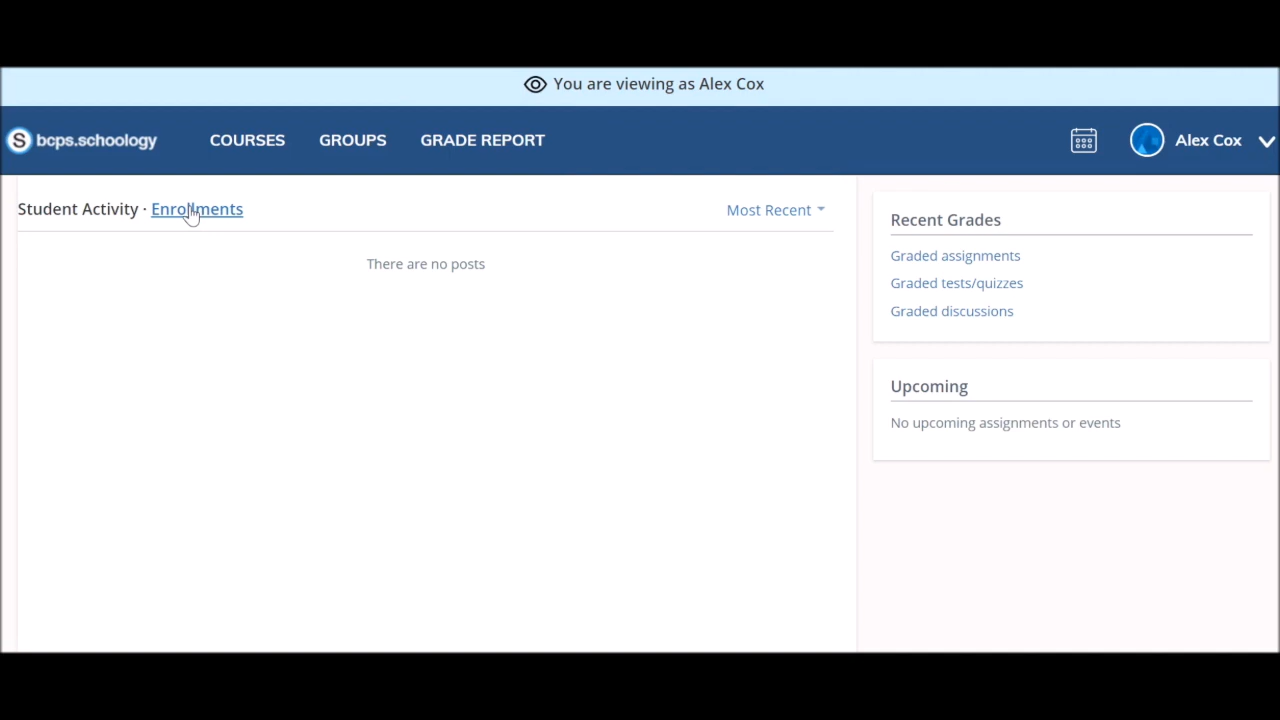 You are viewing as Alex Cox
S bcps.schoology COURSES GROUPS GRADE REPORT Alex Cox
Student Activity · Enrollments Most Recent
There are no posts
Recent Grades
Graded assignments
Graded tests/quizzes
Graded discussions
Upcoming
No upcoming assignments or events